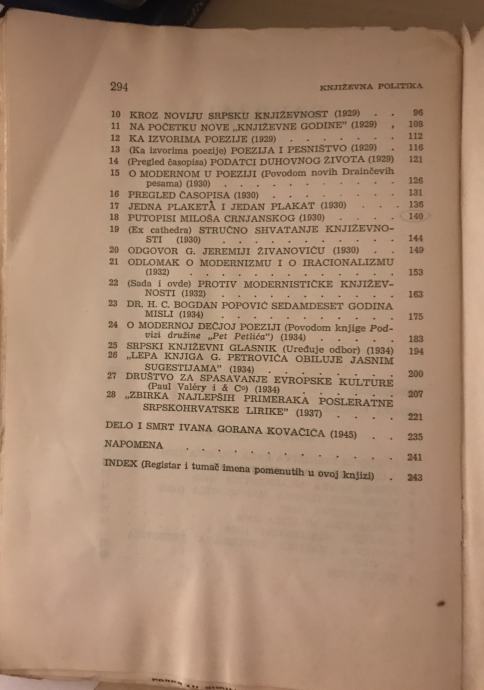 294
KNJIŽEVNA POLITIKA
10 KROZ NOVIJU SRPSKU KNJIŽEVNOST (1929) . . 96
11 NA POČETKU NOVE „KNJIŽEVNE GODINE” (1929) , 108
12 KA IZVORIMA POEZIJE (1929) . . . . . . . 112
13 (Ka izvorima poezije) POEZIJA I PESNIŠTVO (1929) . 116
14 (Pregled časopisa) PODATCI DUHOVNOG ŽIVOTA (1929) 121
15 O MODERNOM U POEZIJI (Povodom novih Drainčevih
pesama) (1930) . . . . . . . . . . . 126
16 PREGLED ČASOPISA (1930) . . . . . . . . 131
17 JEDNA PLAKETA I JEDAN PLAKAT (1930) . . . . 136
18 PUTOPISI MILOŠA CRNJANSKOG (1930) . . . . 140
19 (Ex cathedra) STRUČNO SHVATANJE KNJIŽEVNO-
STI (1930) . . . . . . . . . . . . 144
20 ODGOVOR G. JEREMIJI ŽIVANOVIĆU (1930) . . 149
21 ODLOMAK O MODERNIZMU I O IRACIONALIZMU
(1932) . . . . . . . . . . . . . 153
22 (Sada i ovde) PROTIV MODERNISTIČKE KNJIŽEV-
NOSTI (1932) . . . . . . . . . . . 163
23 DR. H. C. BOGDAN POPOVIĆ SEDAMDESET GODINA
MISLI (1934) . . . . . . . . . . . 175
24 O MODERNOJ DEČJOJ POEZIJI (Povodom knjige Pod-
vizi družine „Pet Petlića”) (1934) . . . . . . 183
25 SRPSKI KNJIŽEVNI GLASNIK (Uređuje odbor) (1934) 194
26 „LEPA KNJIGA G. PETROVIĆA OBILUJE JASNIM
SUGESTIJAMA” (1934) . . . . . . . . . 200
27 DRUŠTVO ZA SPASAVANJE EVROPSKE KULTURE
(Paul Valéry i & Co) (1934) . . . . . . . . 207
28 „ZBIRKA NAJLEPŠIH PRIMERAKA POSLERATNE
SRPSKOHRVATSKE LIRIKE” (1937) . . . . . 221
DELO I SMRT IVANA GORANA KOVAČIĆA (1945) . . 235
NAPOMENA . . . . . . . . . . . . . 241
INDEX (Registar i tumač imena pomenutih u ovoj knjizi) . 243